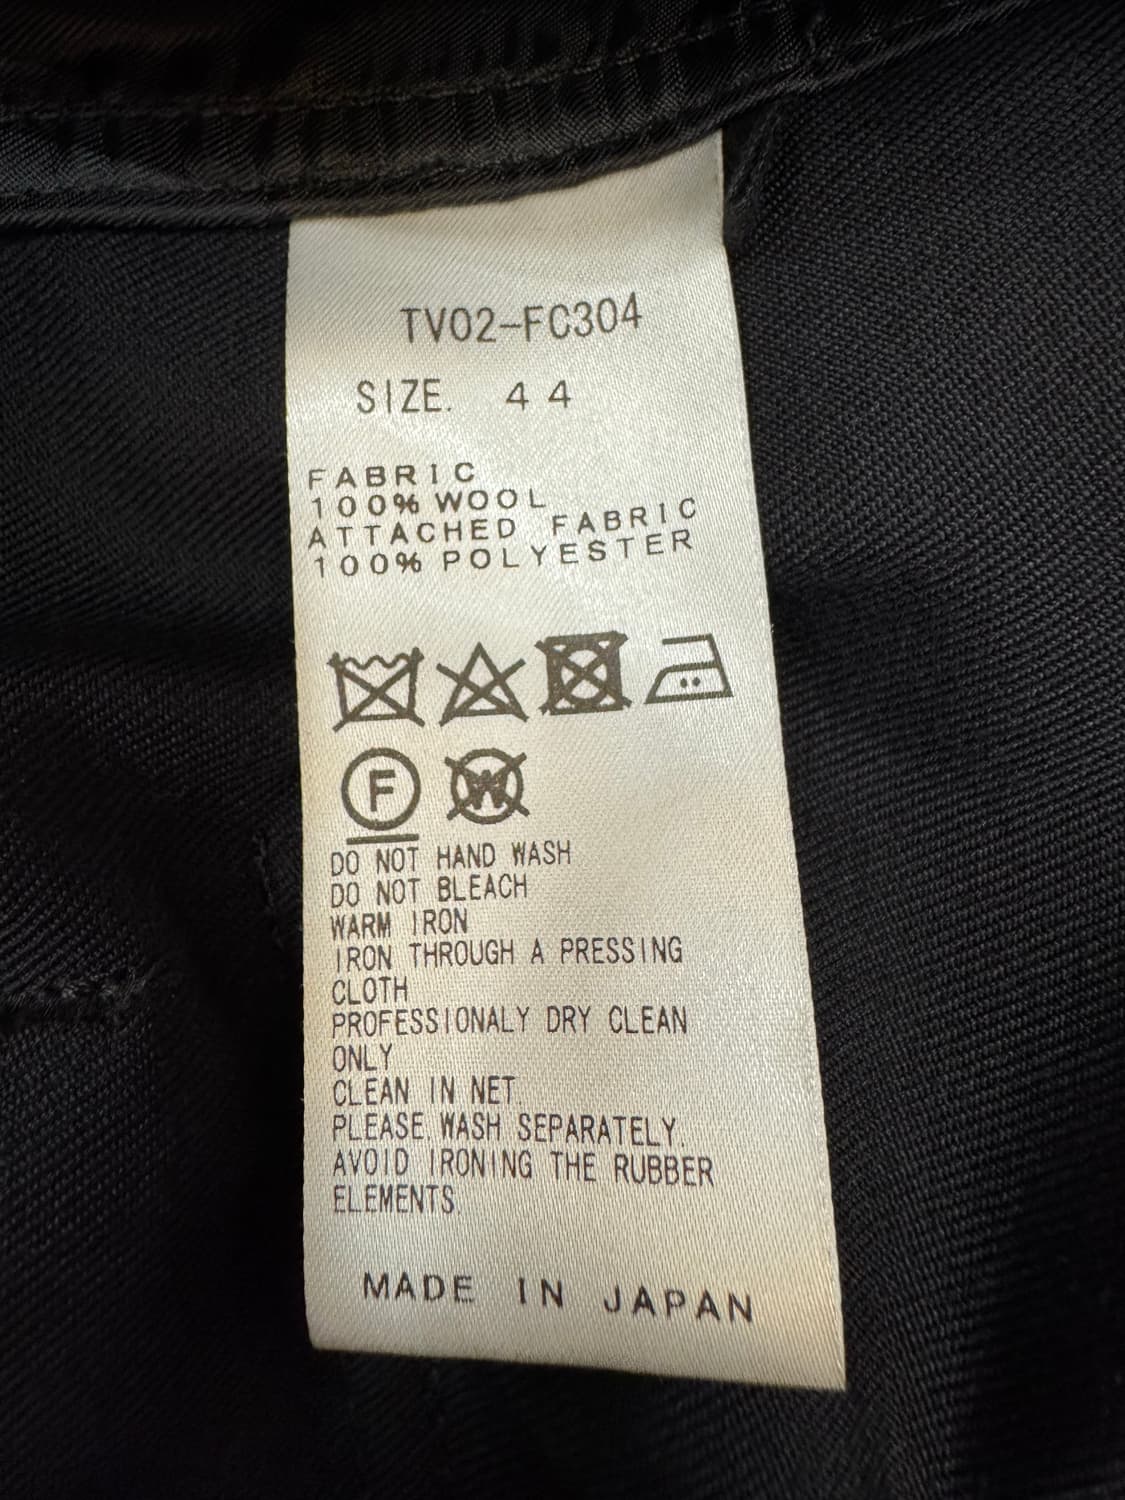 TV02-FC304
SIZE. 44
FABRIC
100% WOOL
ATTACHED FABRIC
100% POLYESTER
F W
DO NOT HAND WASH
DO NOT BLEACH
WARM IRON
IRON THROUGH A PRESSING
CLOTH
PROFESSIONALY DRY CLEAN
ONLY
CLEAN IN NET.
PLEASE WASH SEPARATELY.
AVOID IRONING THE RUBBER
ELEMENTS.
MADE IN JAPAN